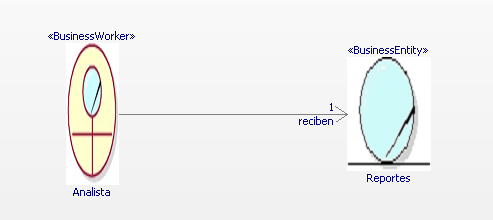 «BusinessWorker»
Analista
1
reciben
«BusinessEntity»
Reportes